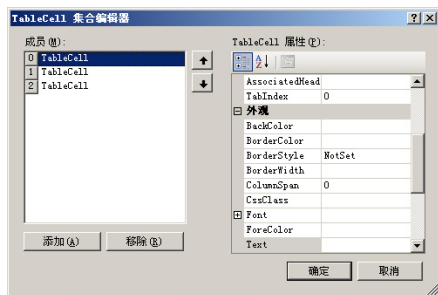 TableCell 集合编辑器
成员(M):
0 TableCell
1 TableCell
2 TableCell
添加(A)
移除(R)
TableCell 属性(P):
AssociatedHead
TabIndex 0
外观
BackColor
BorderColor
BorderStyle NotSet
BorderWidth
ColumnSpan 0
CssClass
Font
ForeColor
Text
确定
取消